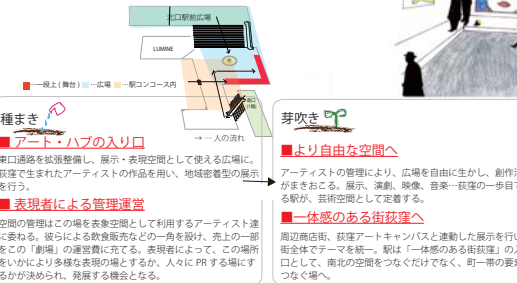 北口駅前広場
LUMINE
■…一段上 ( 舞台 ) …広場 …駅コンコース内
→ … 人の流れ
種まき
■ アート・ハブの入り口
東口通路を拡張整備し、展示・表現空間として使える広場に。
荻窪で生まれたアーティストの作品を用い、地域密着型の展示
を行う。
■ 表現者による管理運営
空間の管理はこの場を表象空間として利用するアーティスト達
に委ねる。彼らによる飲食販売などの一角を設け、売上の一部
をこの「劇場」の運営費に充てる。表現者によって、この場所
をいかにより多様な表現の場とするか、人々に PR する場にす
るかが決められ、発展する機会となる。
芽吹き
■より自由な空間へ
アーティストの管理により、広場を自由に生かし、創作活
がまきおこる。展示、演劇、映像、音楽…荻窪の一歩目で
る駅が、芸術空間として定着する。
■一体感のある街荻窪へ
周辺商店街、荻窪アートキャンパスと連動した展示を行い
街全体でテーマを統一。駅は「一体感のある街荻窪」の入
口として、南北の空間をつなぐだけでなく、町一帯の要素
つなぐ場へ。